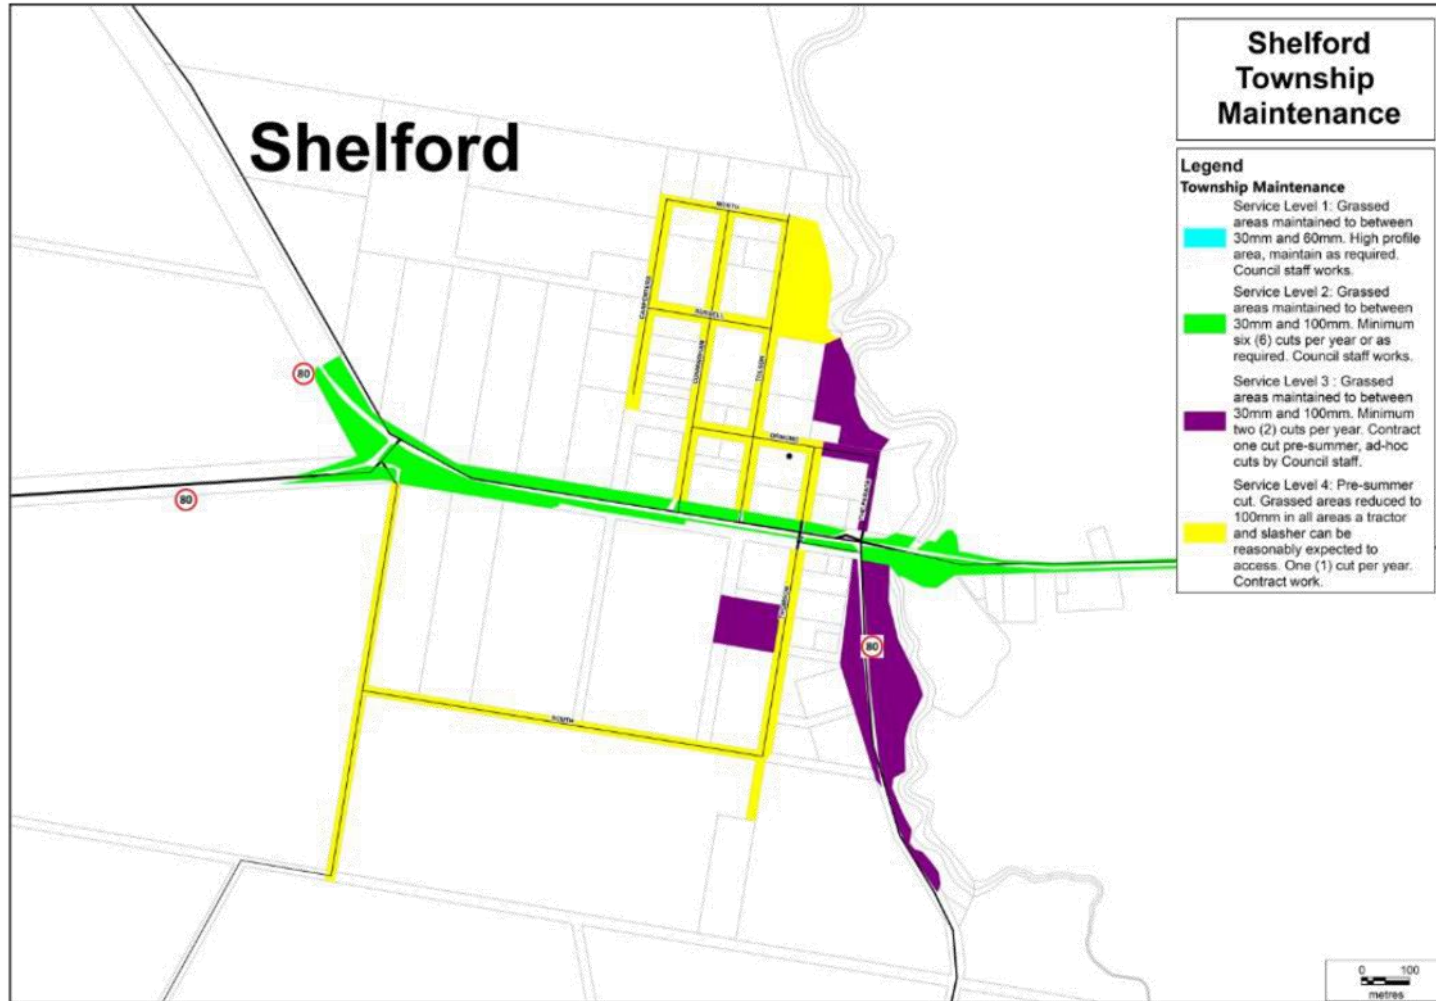 Shelford
Township
Maintenance
Shelford
Legend
Township Maintenance
Service Level 1: Grassed
areas maintained to between
30mm and 60mm. High profile
area, maintain as required.
Council staff works.
Service Level 2: Grassed
areas maintained to between
30mm and 100mm. Minimum
six (6) cuts per year or as
required. Council staff works.
Service Level 3 : Grassed
areas maintained to between
30mm and 100mm. Minimum
two (2) cuts per year. Contract
one cut pre-summer, ad-hoc
cuts by Council staff.
Service Level 4: Pre-summer
cut. Grassed areas reduced to
100mm in all areas a tractor
and slasher can be
reasonably expected to
access. One (1) cut per year.
Contract work.
NORTH
RUSSELL
TOLSON
80
80
80
THOMSON
SOUTH
0 100
metres